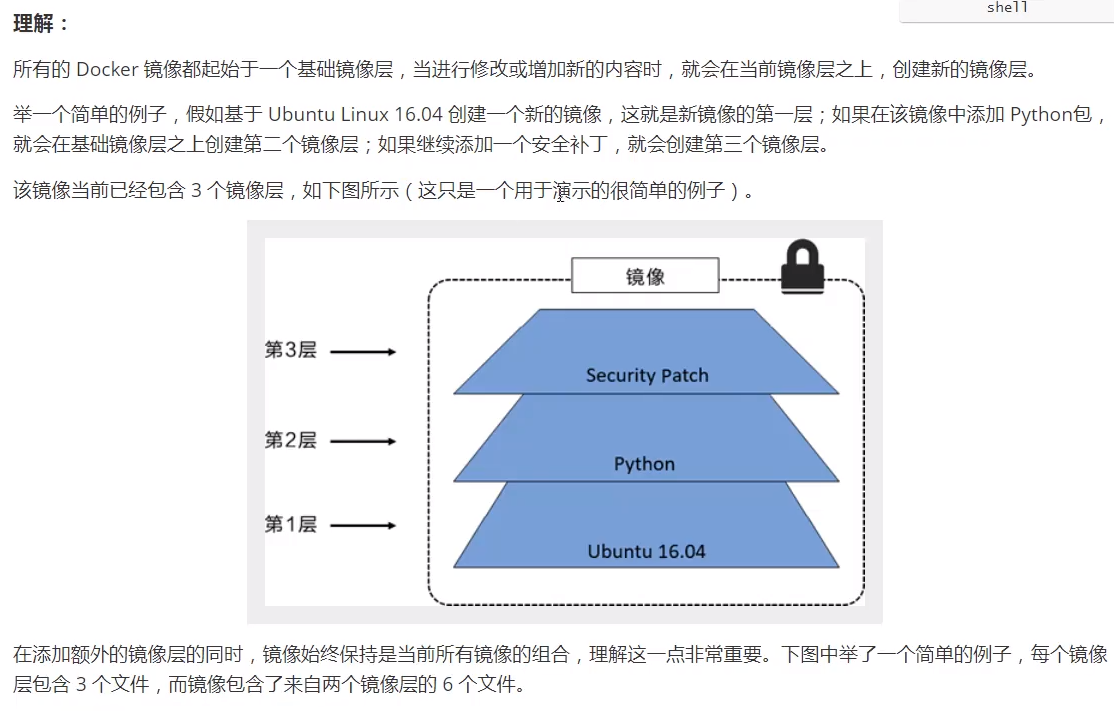 shell
理解：
所有的 Docker 镜像都起始于一个基础镜像层，当进行修改或增加新的内容时，就会在当前镜像层之上，创建新的镜像层。
举一个简单的例子，假如基于 Ubuntu Linux 16.04 创建一个新的镜像，这就是新镜像的第一层；如果在该镜像中添加 Python包，
就会在基础镜像层之上创建第二个镜像层；如果继续添加一个安全补丁，就会创建第三个镜像层。
该镜像当前已经包含 3 个镜像层，如下图所示（这只是一个用于演示的很简单的例子）。
镜像
第3层
Security Patch
第2层
Python
第1层
Ubuntu 16.04
在添加额外的镜像层的同时，镜像始终保持是当前所有镜像的组合，理解这一点非常重要。下图中举了一个简单的例子，每个镜像
层包含 3 个文件，而镜像包含了来自两个镜像层的 6 个文件。